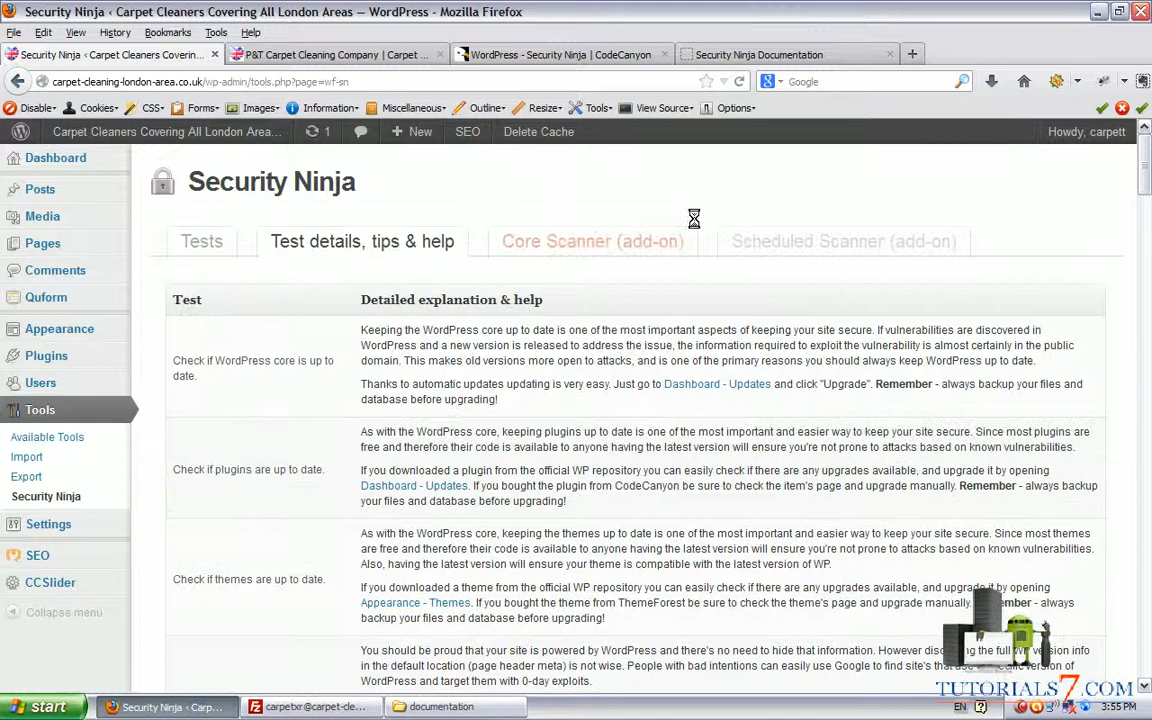 Security Ninja ‹ Carpet Cleaners Covering All London Areas — WordPress - Mozilla Firefox
File Edit View History Bookmarks Tools Help
Security Ninja ‹ Carpet Cleaners Coverin... × P&T Carpet Cleaning Company | Carpet ... × WordPress - Security Ninja | CodeCanyon × Security Ninja Documentation ×
carpet-cleaning-london-area.co.uk/wp-admin/tools.php?page=wf-sn Google
Disable Cookies CSS Forms Images Information Miscellaneous Outline Resize Tools View Source Options
Carpet Cleaners Covering All London Area... 1 + New SEO Delete Cache Howdy, carpett
Dashboard
Posts
Media
Pages
Comments
Quform
Appearance
Plugins
Users
Tools
Available Tools
Import
Export
Security Ninja
Settings
SEO
CCSlider
Collapse menu
Security Ninja
Tests Test details, tips & help Core Scanner (add-on) Scheduled Scanner (add-on)
Test Detailed explanation & help
Check if WordPress core is up to
date.
Keeping the WordPress core up to date is one of the most important aspects of keeping your site secure. If vulnerabilities are discovered in
WordPress and a new version is released to address the issue, the information required to exploit the vulnerability is almost certainly in the public
domain. This makes old versions more open to attacks, and is one of the primary reasons you should always keep WordPress up to date.
Thanks to automatic updates updating is very easy. Just go to Dashboard - Updates and click "Upgrade". Remember - always backup your files and
database before upgrading!
Check if plugins are up to date.
As with the WordPress core, keeping plugins up to date is one of the most important and easier way to keep your site secure. Since most plugins are
free and therefore their code is available to anyone having the latest version will ensure you're not prone to attacks based on known vulnerabilities.
If you downloaded a plugin from the official WP repository you can easily check if there are any upgrades available, and upgrade it by opening
Dashboard - Updates. If you bought the plugin from CodeCanyon be sure to check the item's page and upgrade manually. Remember - always backup
your files and database before upgrading!
Check if themes are up to date.
As with the WordPress core, keeping the themes up to date is one of the most important and easier way to keep your site secure. Since most themes
are free and therefore their code is available to anyone having the latest version will ensure you're not prone to attacks based on known vulnerabilities.
Also, having the latest version will ensure your theme is compatible with the latest version of WP.
If you downloaded a theme from the official WP repository you can easily check if there are any upgrades available, and upgrade it by opening
Appearance - Themes. If you bought the theme from ThemeForest be sure to check the theme's page and upgrade manually. - always backup
your files and database before upgrading!
You should be proud that your site is powered by WordPress and there's no need to hide that information. However the full info
in the default location (page header meta) is not wise. People with bad intentions can easily use Google to find site's that of
WordPress and target them with 0-day exploits.
TUTORIALS7.COM
start Security Ninja ‹ Carp... carpetxr@carpet-cle... documentation EN 3:55 PM